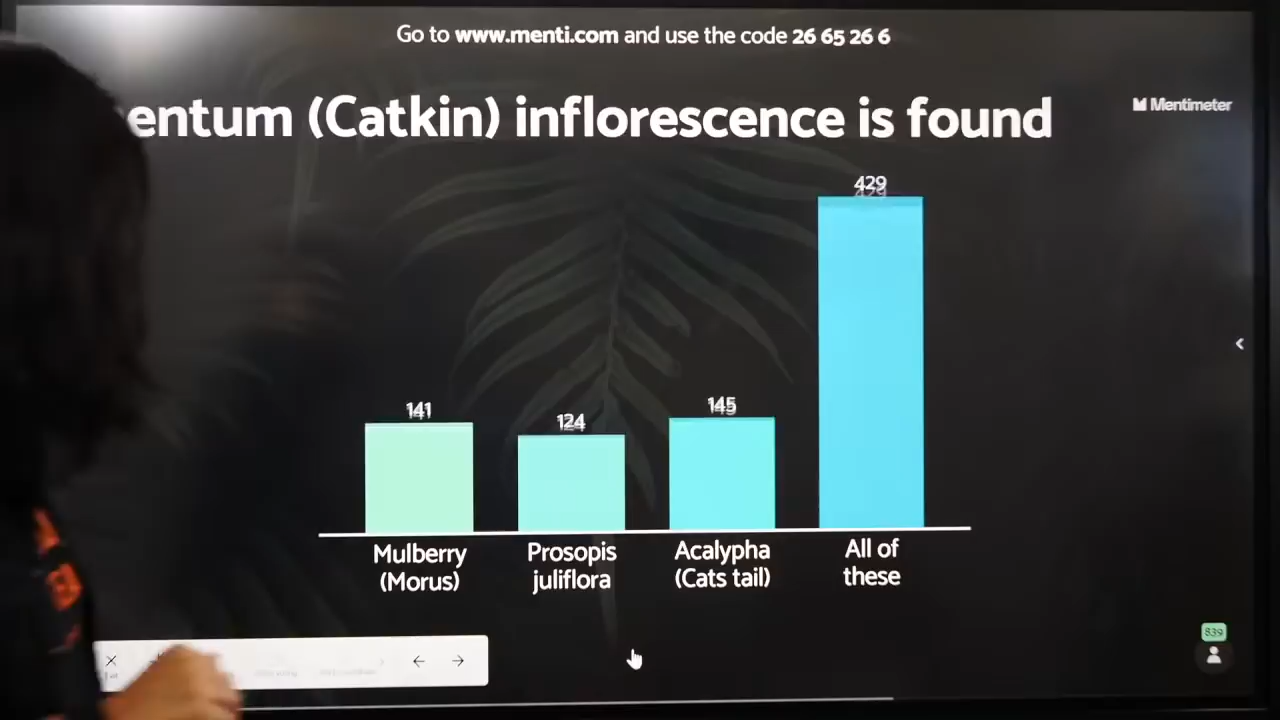 Go to www.menti.com and use the code 26 65 26 6
entum (Catkin) inflorescence is found
Mentimeter
429
141
124
145
Mulberry
(Morus)
Prosopis
juliflora
Acalypha
(Cats tail)
All of
these
839